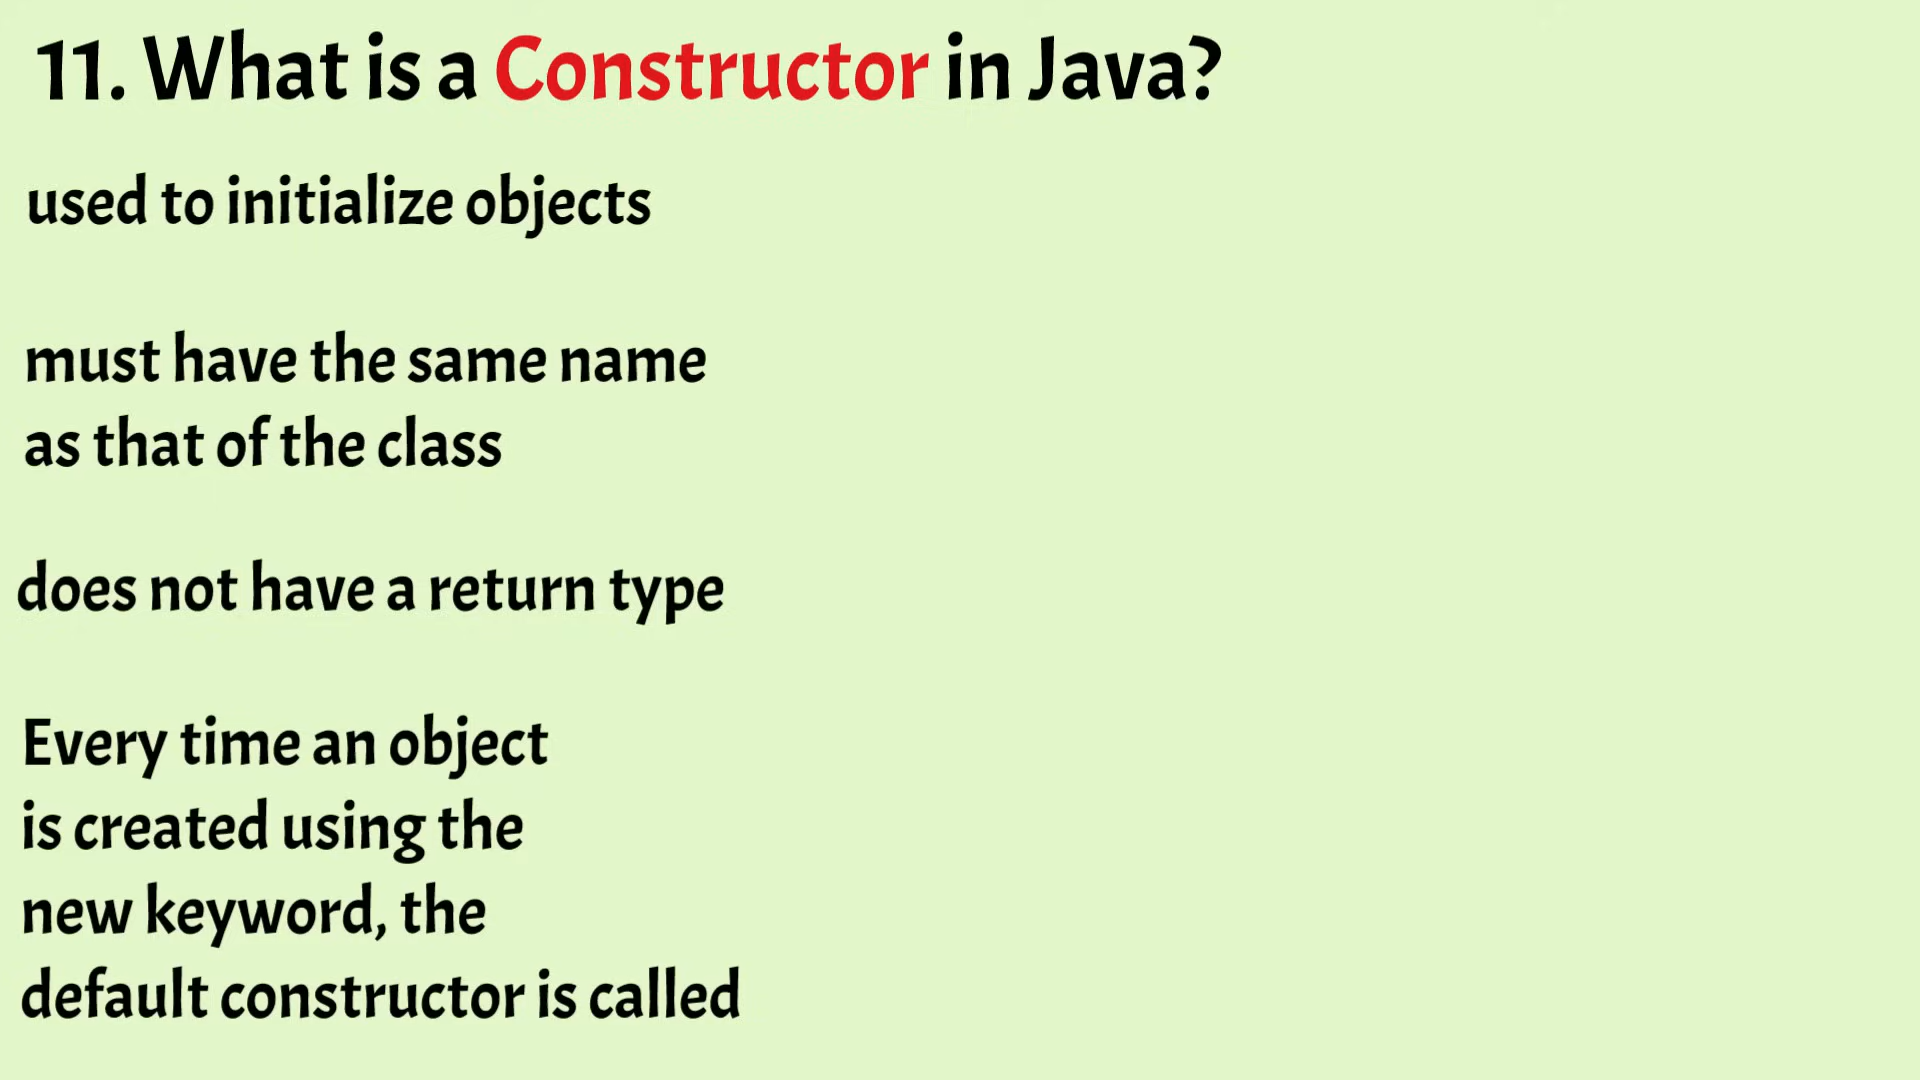 11. What is a Constructor in Java?
used to initialize objects
must have the same name
as that of the class
does not have a return type
Every time an object
is created using the
new keyword, the
default constructor is called